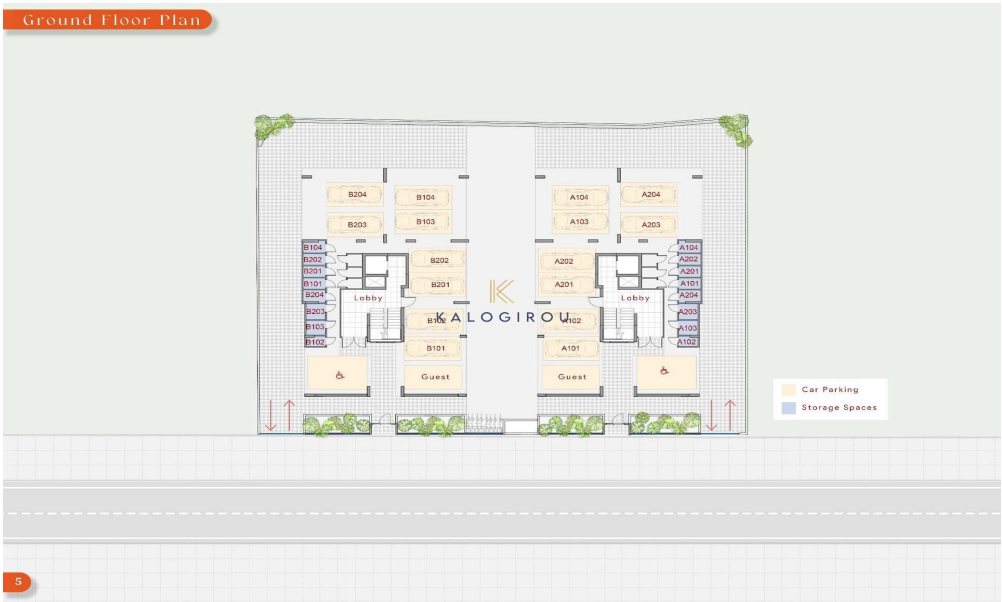 Ground Floor Plan
B204
B104
A104
A204
B203
B103
A103
A203
B104
B202
B201
B101
B204
B203
B103
B102
Lobby
B202
B201
B102
B101
Guest
A202
A201
A102
A101
Guest
Lobby
A104
A202
A201
A101
A204
A203
A103
A102
KALOGIROU
Car Parking
Storage Spaces
5